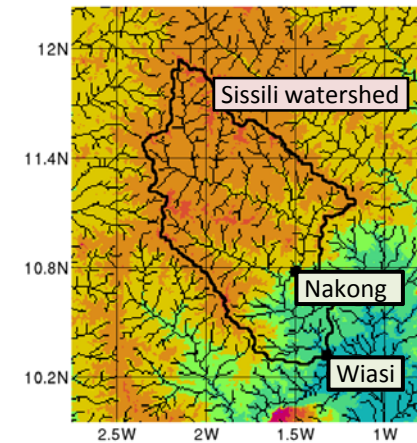 12N
Sissili watershed
11.4N
10.8N
Nakong
Wiasi
10.2N
2.5W 2W 1.5W 1W